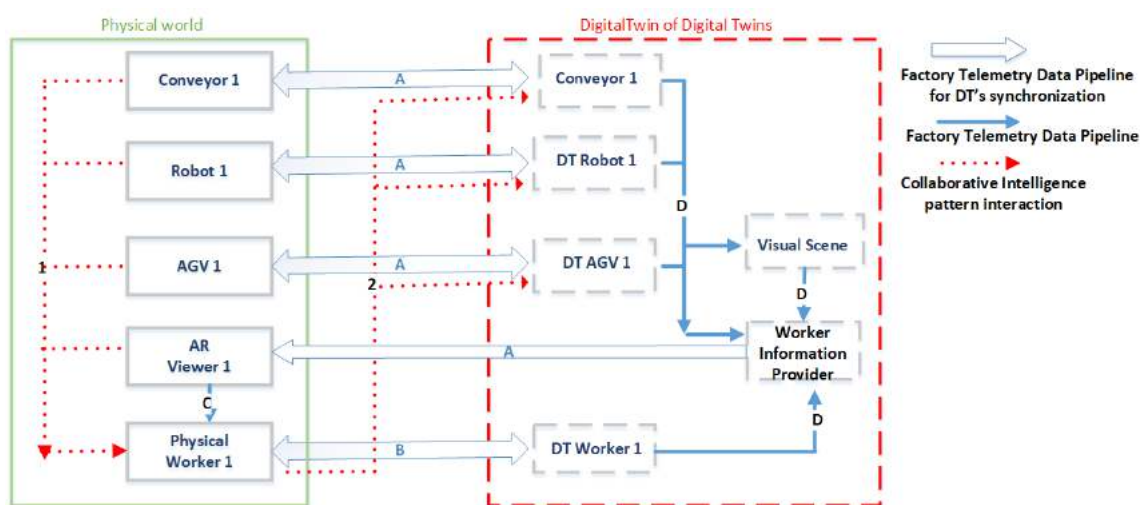 Physical world
DigitalTwin of Digital Twins
Conveyor 1
A
Conveyor 1
Factory Telemetry Data Pipeline
for DT's synchronization
Factory Telemetry Data Pipeline
Collaborative Intelligence
pattern interaction
Robot 1
A
DT Robot 1
D
Visual Scene
1
AGV 1
A
2
DT AGV 1
D
AR
Viewer 1
A
Worker
Information
Provider
C
D
Physical
Worker 1
B
DT Worker 1